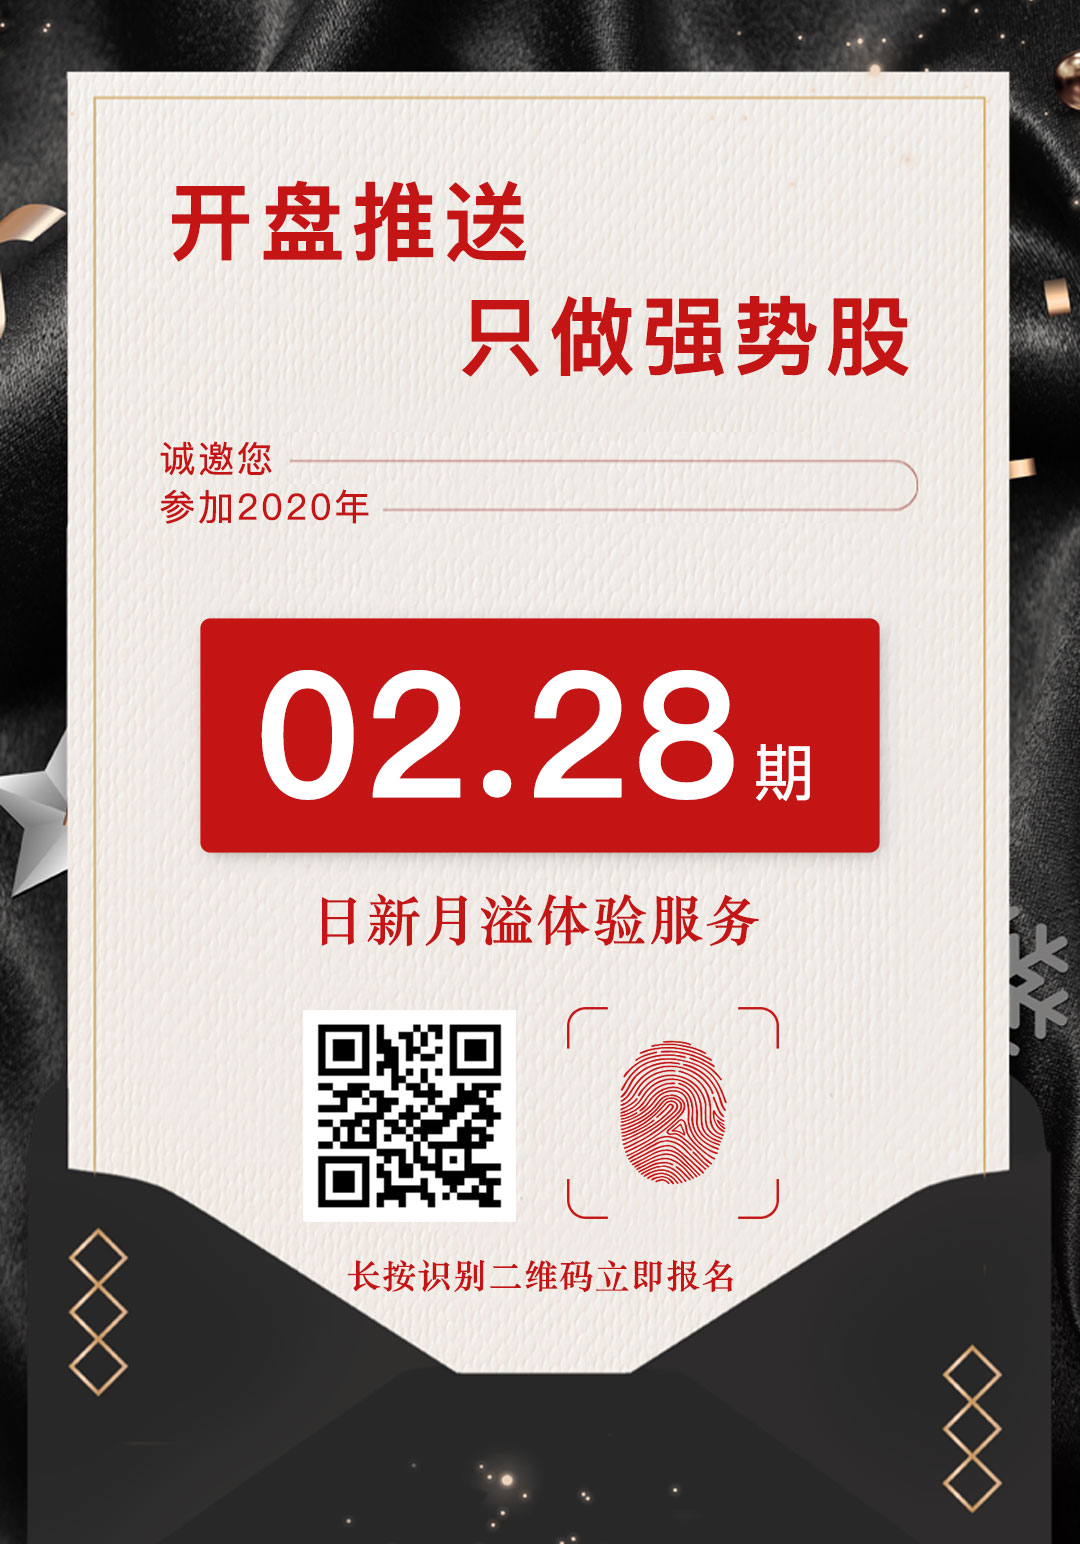 开盘推送
只做强势股
诚邀您
参加2020年
02.28期
日新月溢体验服务
长按识别二维码立即报名